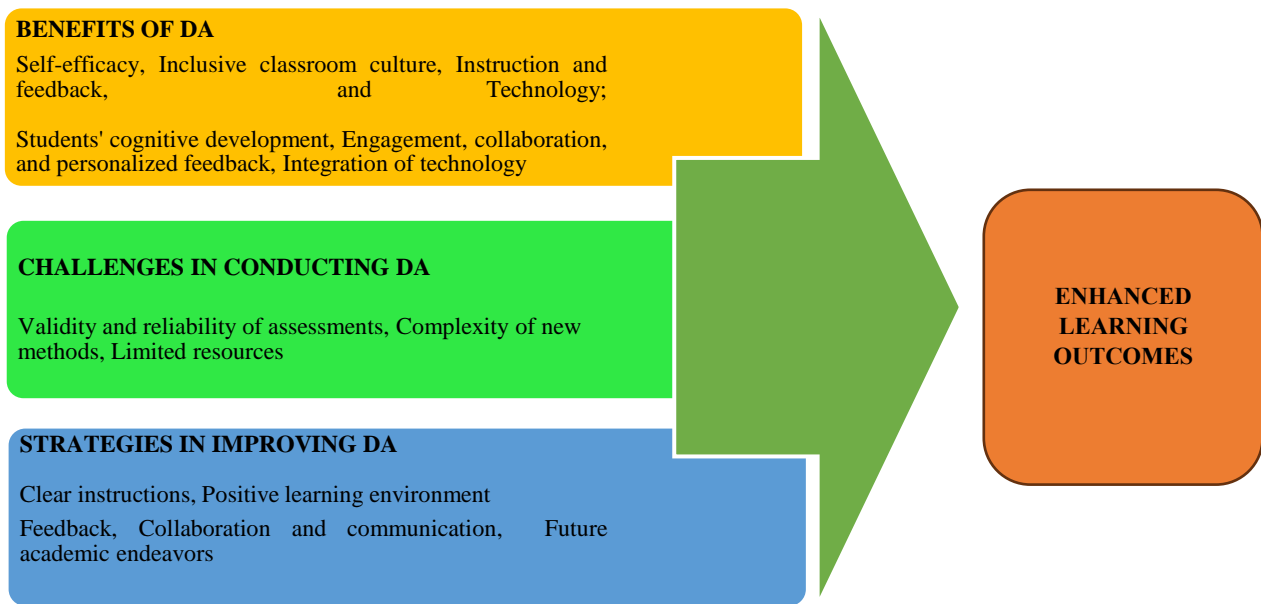 BENEFITS OF DA
Self-efficacy, Inclusive classroom culture, Instruction and
feedback, and Technology;
Students' cognitive development, Engagement, collaboration,
and personalized feedback, Integration of technology
CHALLENGES IN CONDUCTING DA
Validity and reliability of assessments, Complexity of new
methods, Limited resources
STRATEGIES IN IMPROVING DA
Clear instructions, Positive learning environment
Feedback, Collaboration and communication, Future
academic endeavors
ENHANCED
LEARNING
OUTCOMES